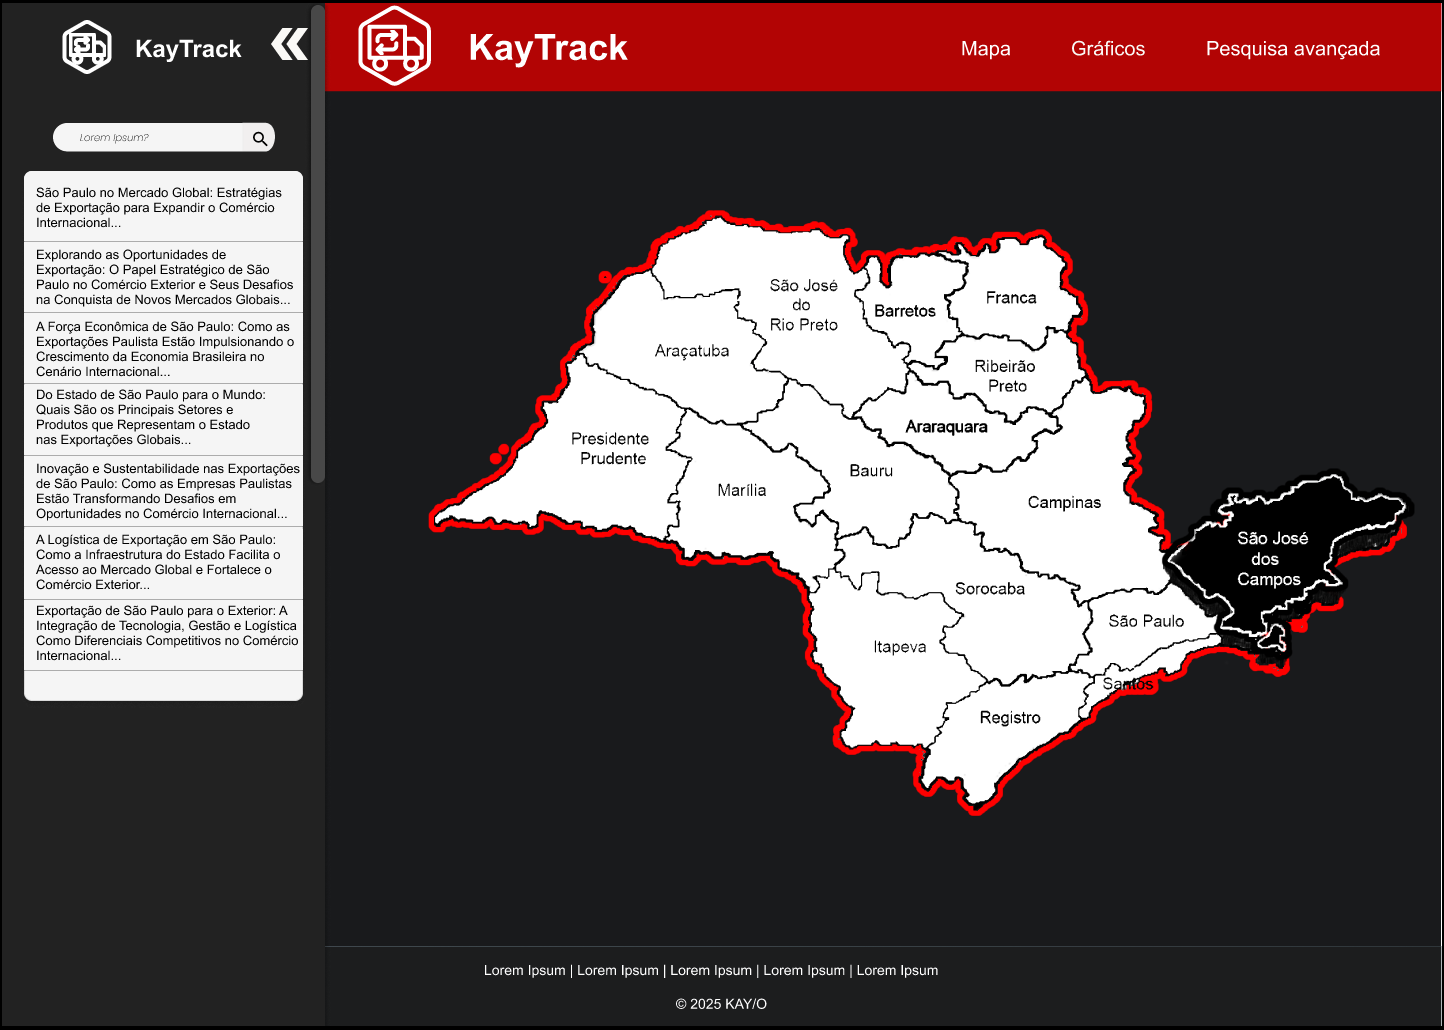 KayTrack
Lorem Ipsum?
São Paulo no Mercado Global: Estratégias
de Exportação para Expandir o Comércio
Internacional...
Explorando as Oportunidades de
Exportação: O Papel Estratégico de São
Paulo no Comércio Exterior e Seus Desafios
na Conquista de Novos Mercados Globais...
A Força Econômica de São Paulo: Como as
Exportações Paulista Estão Impulsionando o
Crescimento da Economia Brasileira no
Cenário Internacional...
Do Estado de São Paulo para o Mundo:
Quais São os Principais Setores e
Produtos que Representam o Estado
nas Exportações Globais...
Inovação e Sustentabilidade nas Exportações
de São Paulo: Como as Empresas Paulistas
Estão Transformando Desafios em
Oportunidades no Comércio Internacional...
A Logística de Exportação em São Paulo:
Como a Infraestrutura do Estado Facilita o
Acesso ao Mercado Global e Fortalece o
Comércio Exterior...
Exportação de São Paulo para o Exterior: A
Integração de Tecnologia, Gestão e Logística
Como Diferenciais Competitivos no Comércio
Internacional...
KayTrack
Mapa
Gráficos
Pesquisa avançada
São José
do
Rio Preto
Barretos
Franca
Araçatuba
Ribeirão
Preto
Presidente
Prudente
Araraquara
Marília
Bauru
Campinas
São José
dos
Campos
Sorocaba
São Paulo
Itapeva
Santos
Registro
Lorem Ipsum | Lorem Ipsum | Lorem Ipsum | Lorem Ipsum | Lorem Ipsum
© 2025 KAY/O